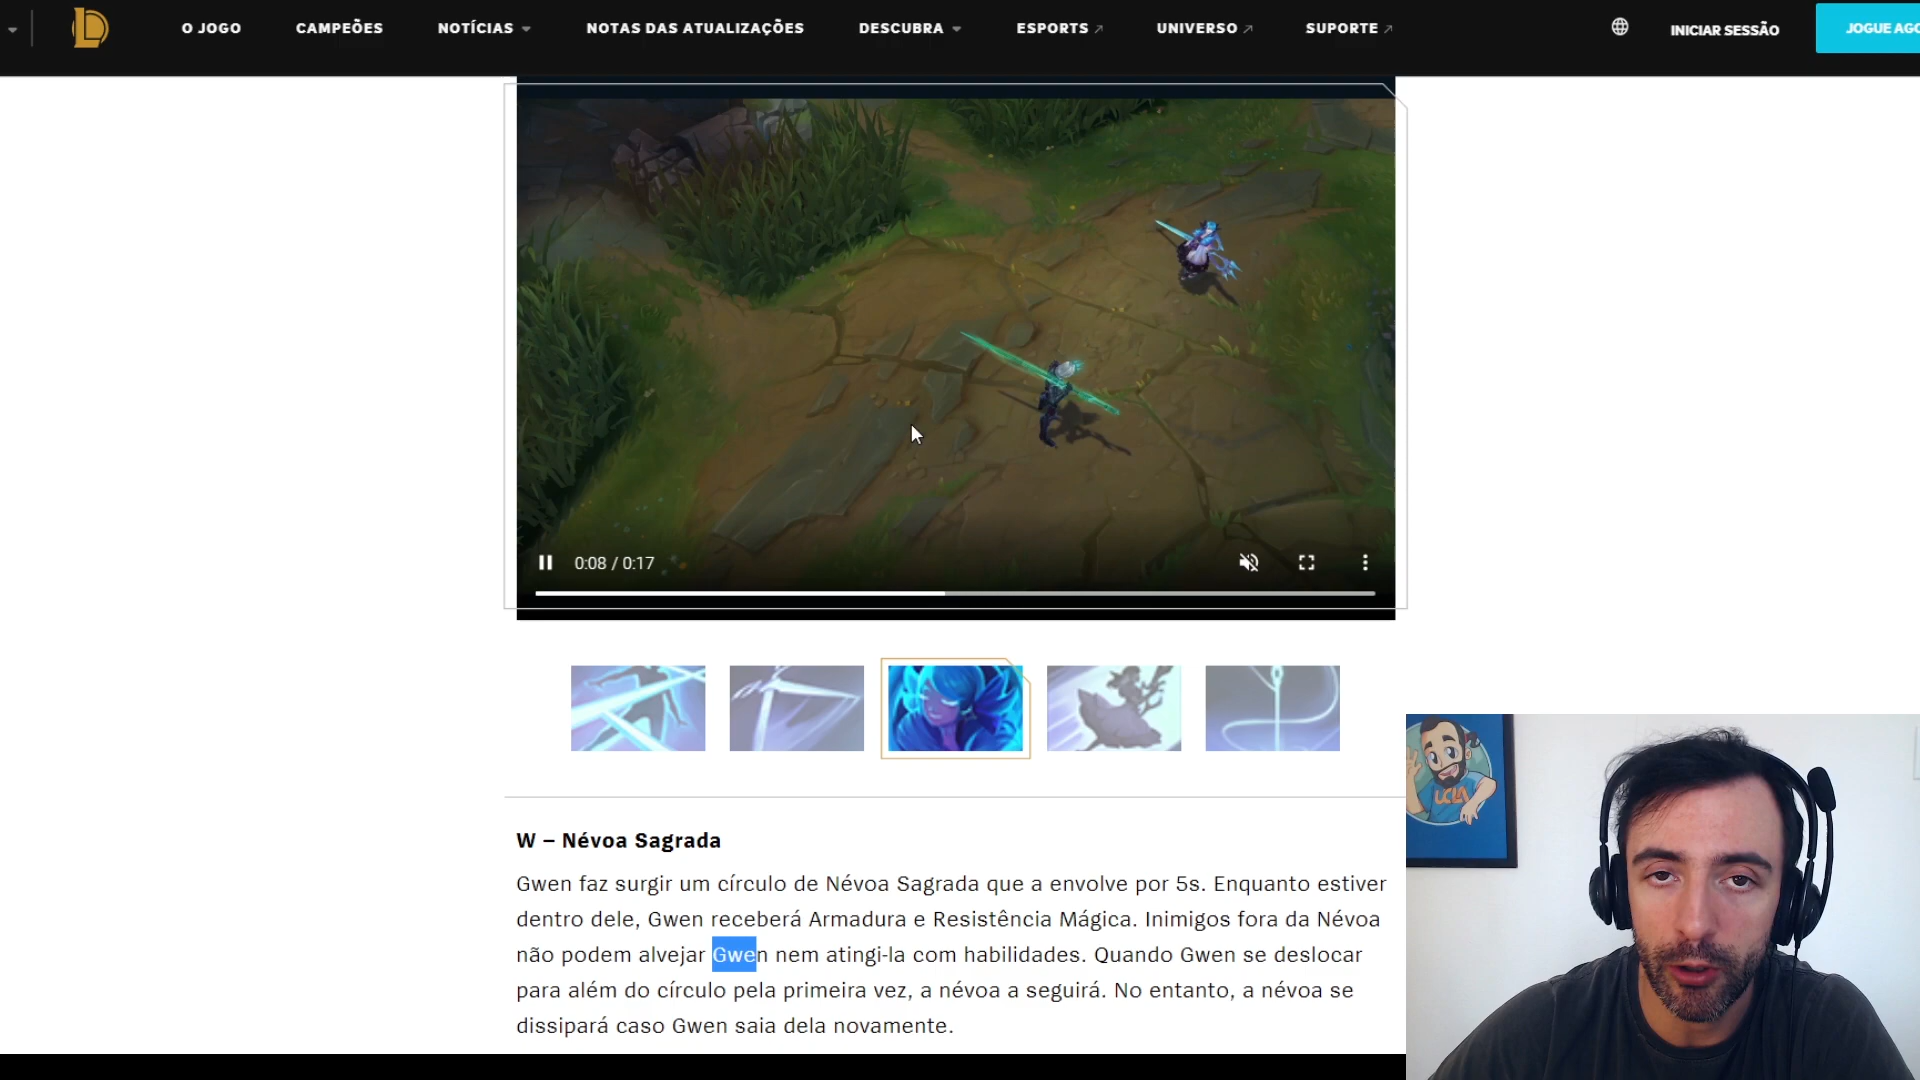 O JOGO
CAMPEÕES
NOTÍCIAS
NOTAS DAS ATUALIZAÇÕES
DESCUBRA
ESPORTS
UNIVERSO
SUPORTE
INICIAR SESSÃO
JOGUE AGO
0:08 / 0:17
UCLA
W – Névoa Sagrada
Gwen faz surgir um círculo de Névoa Sagrada que a envolve por 5s. Enquanto estiver
dentro dele, Gwen receberá Armadura e Resistência Mágica. Inimigos fora da Névoa
não podem alvejar Gwen nem atingi-la com habilidades. Quando Gwen se deslocar
para além do círculo pela primeira vez, a névoa a seguirá. No entanto, a névoa se
dissipará caso Gwen saia dela novamente.